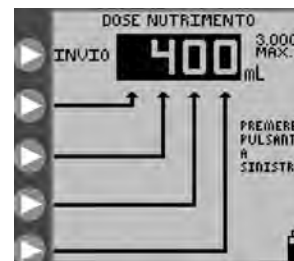 DOSE NUTRIMENTO
INVIO 400 mL
3.000
MAX.
PREMERE
PULSANT
A
SINISTR